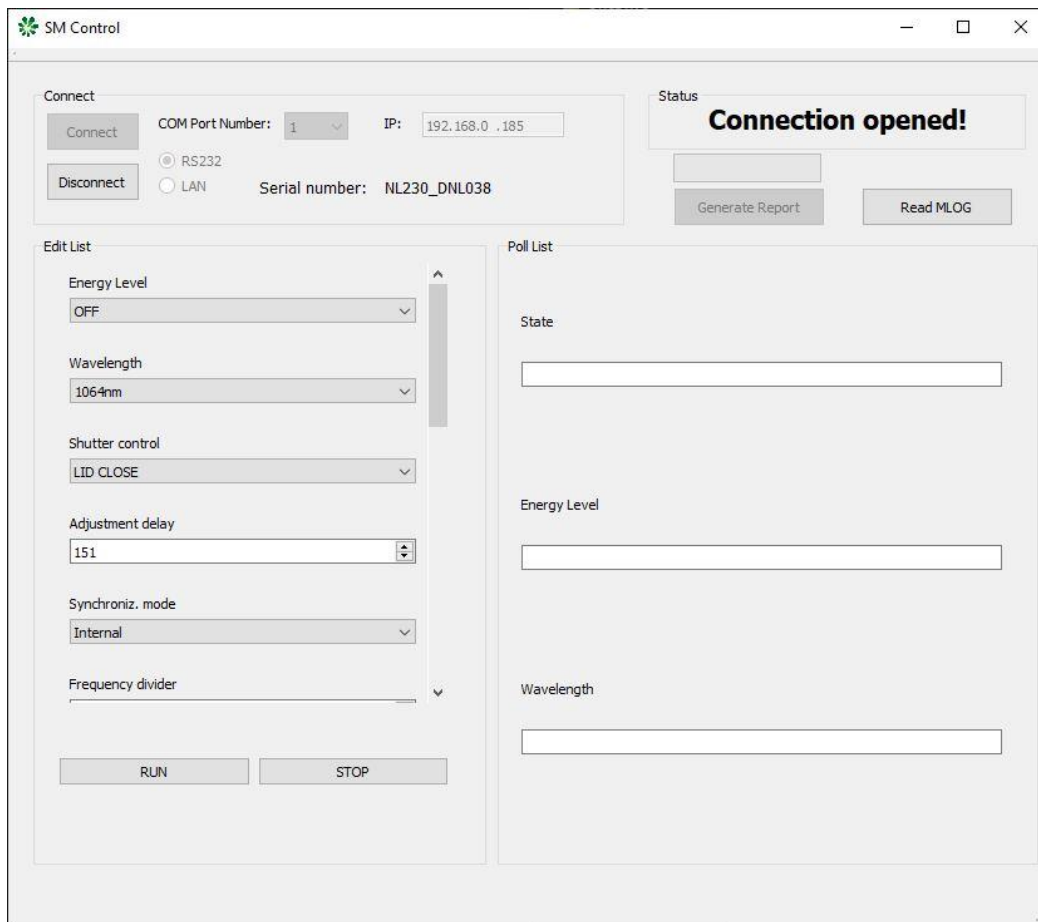 SM Control
Connect
Connect
COM Port Number:
1
IP:
192.168.0 .185
RS232
Disconnect
LAN
Serial number:
NL230_DNL038
Status
Connection opened!
Generate Report
Read MLOG
Edit List
Energy Level
OFF
Wavelength
1064nm
Shutter control
LID CLOSE
Adjustment delay
151
Synchroniz. mode
Internal
Frequency divider
RUN
STOP
Poll List
State
Energy Level
Wavelength